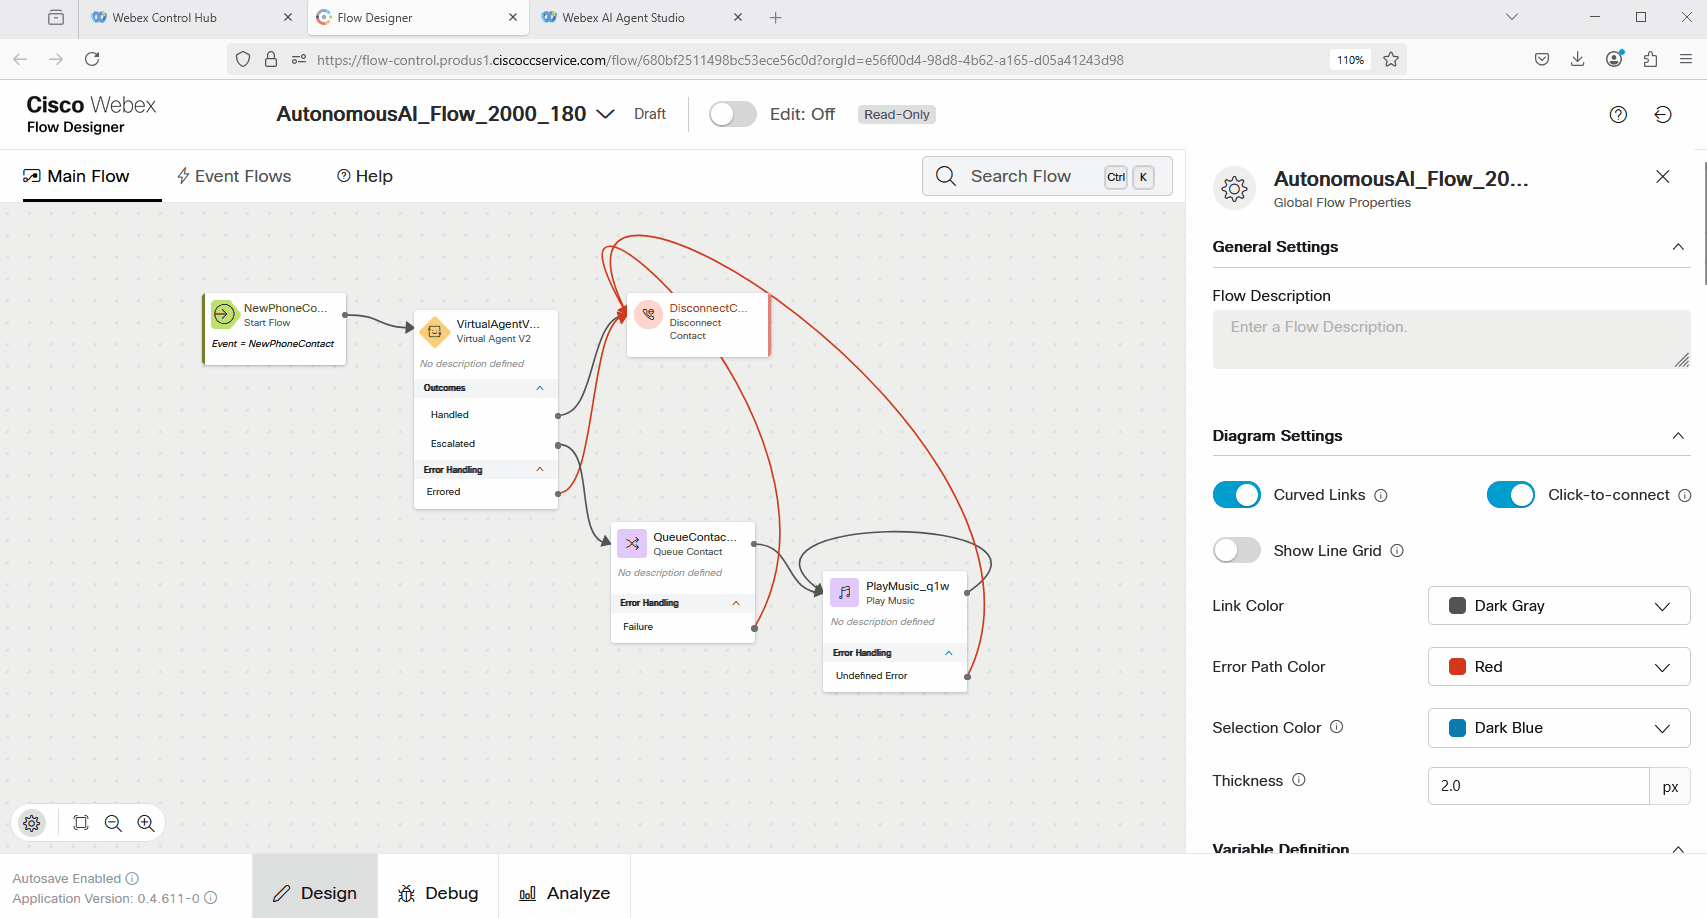 Webex Control Hub
Flow Designer
Webex AI Agent Studio
https://flow-control.produs1.ciscoccservice.com/flow/680bf2511498bc53ece56c0d?orgId=e56f00d4-98d8-4b62-a165-d05a41243d98
110%
Cisco Webex
Flow Designer
AutonomousAI_Flow_2000_180
Draft
Edit: Off
Read-Only
Main Flow
Event Flows
Help
Search Flow
Ctrl
K
NewPhoneCo...
Start Flow
Event = NewPhoneContact
VirtualAgentV...
Virtual Agent V2
No description defined
Outcomes
Handled
Escalated
Error Handling
Errored
DisconnectC...
Disconnect
Contact
QueueContac...
Queue Contact
No description defined
Error Handling
Failure
PlayMusic_q1w
Play Music
No description defined
Error Handling
Undefined Error
AutonomousAI_Flow_20...
Global Flow Properties
General Settings
Flow Description
Enter a Flow Description.
Diagram Settings
Curved Links
Click-to-connect
Show Line Grid
Link Color
Dark Gray
Error Path Color
Red
Selection Color
Dark Blue
Thickness
2.0
px
Variable Definition
Autosave Enabled
Application Version: 0.4.611-0
Design
Debug
Analyze